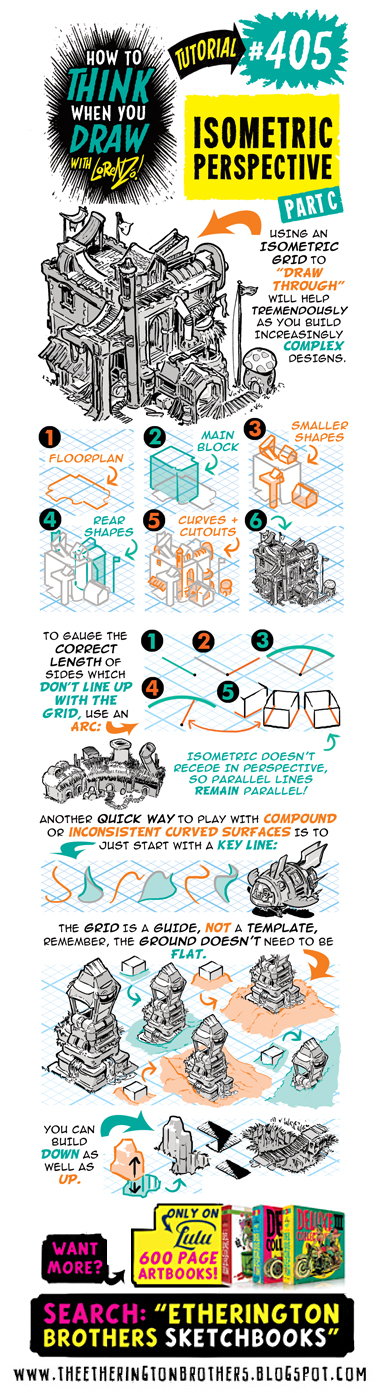 HOW TO
THINK
WHEN YOU
DRAW
WITH LORENZO!
TUTORIAL
#405
ISOMETRIC
PERSPECTIVE
PART C
USING AN
ISOMETRIC
GRID TO
"DRAW
THROUGH"
WILL HELP
TREMENDOUSLY
AS YOU BUILD
INCREASINGLY
COMPLEX
DESIGNS.
1
FLOORPLAN
2
MAIN
BLOCK
3
SMALLER
SHAPES
4
REAR
SHAPES
5
CURVES +
CUTOUTS
6
TO GAUGE THE
CORRECT
LENGTH OF
SIDES WHICH
DON'T LINE UP
WITH THE
GRID, USE AN
ARC:
1
2
3
4
5
ISOMETRIC DOESN'T
RECEDE IN PERSPECTIVE,
SO PARALLEL LINES
REMAIN PARALLEL!
ANOTHER QUICK WAY TO PLAY WITH COMPOUND
OR INCONSISTENT CURVED SURFACES IS TO
JUST START WITH A KEY LINE:
THE GRID IS A GUIDE, NOT A TEMPLATE,
REMEMBER, THE GROUND DOESN'T NEED TO BE
FLAT.
YOU CAN
BUILD
DOWN AS
WELL AS
UP.
WANT
MORE?
ONLY ON
Lulu
600 PAGE
ARTBOOKS!
SEARCH: "ETHERINGTON
BROTHERS SKETCHBOOKS"
WWW.THEETHERINGTONBROTHERS.BLOGSPOT.COM